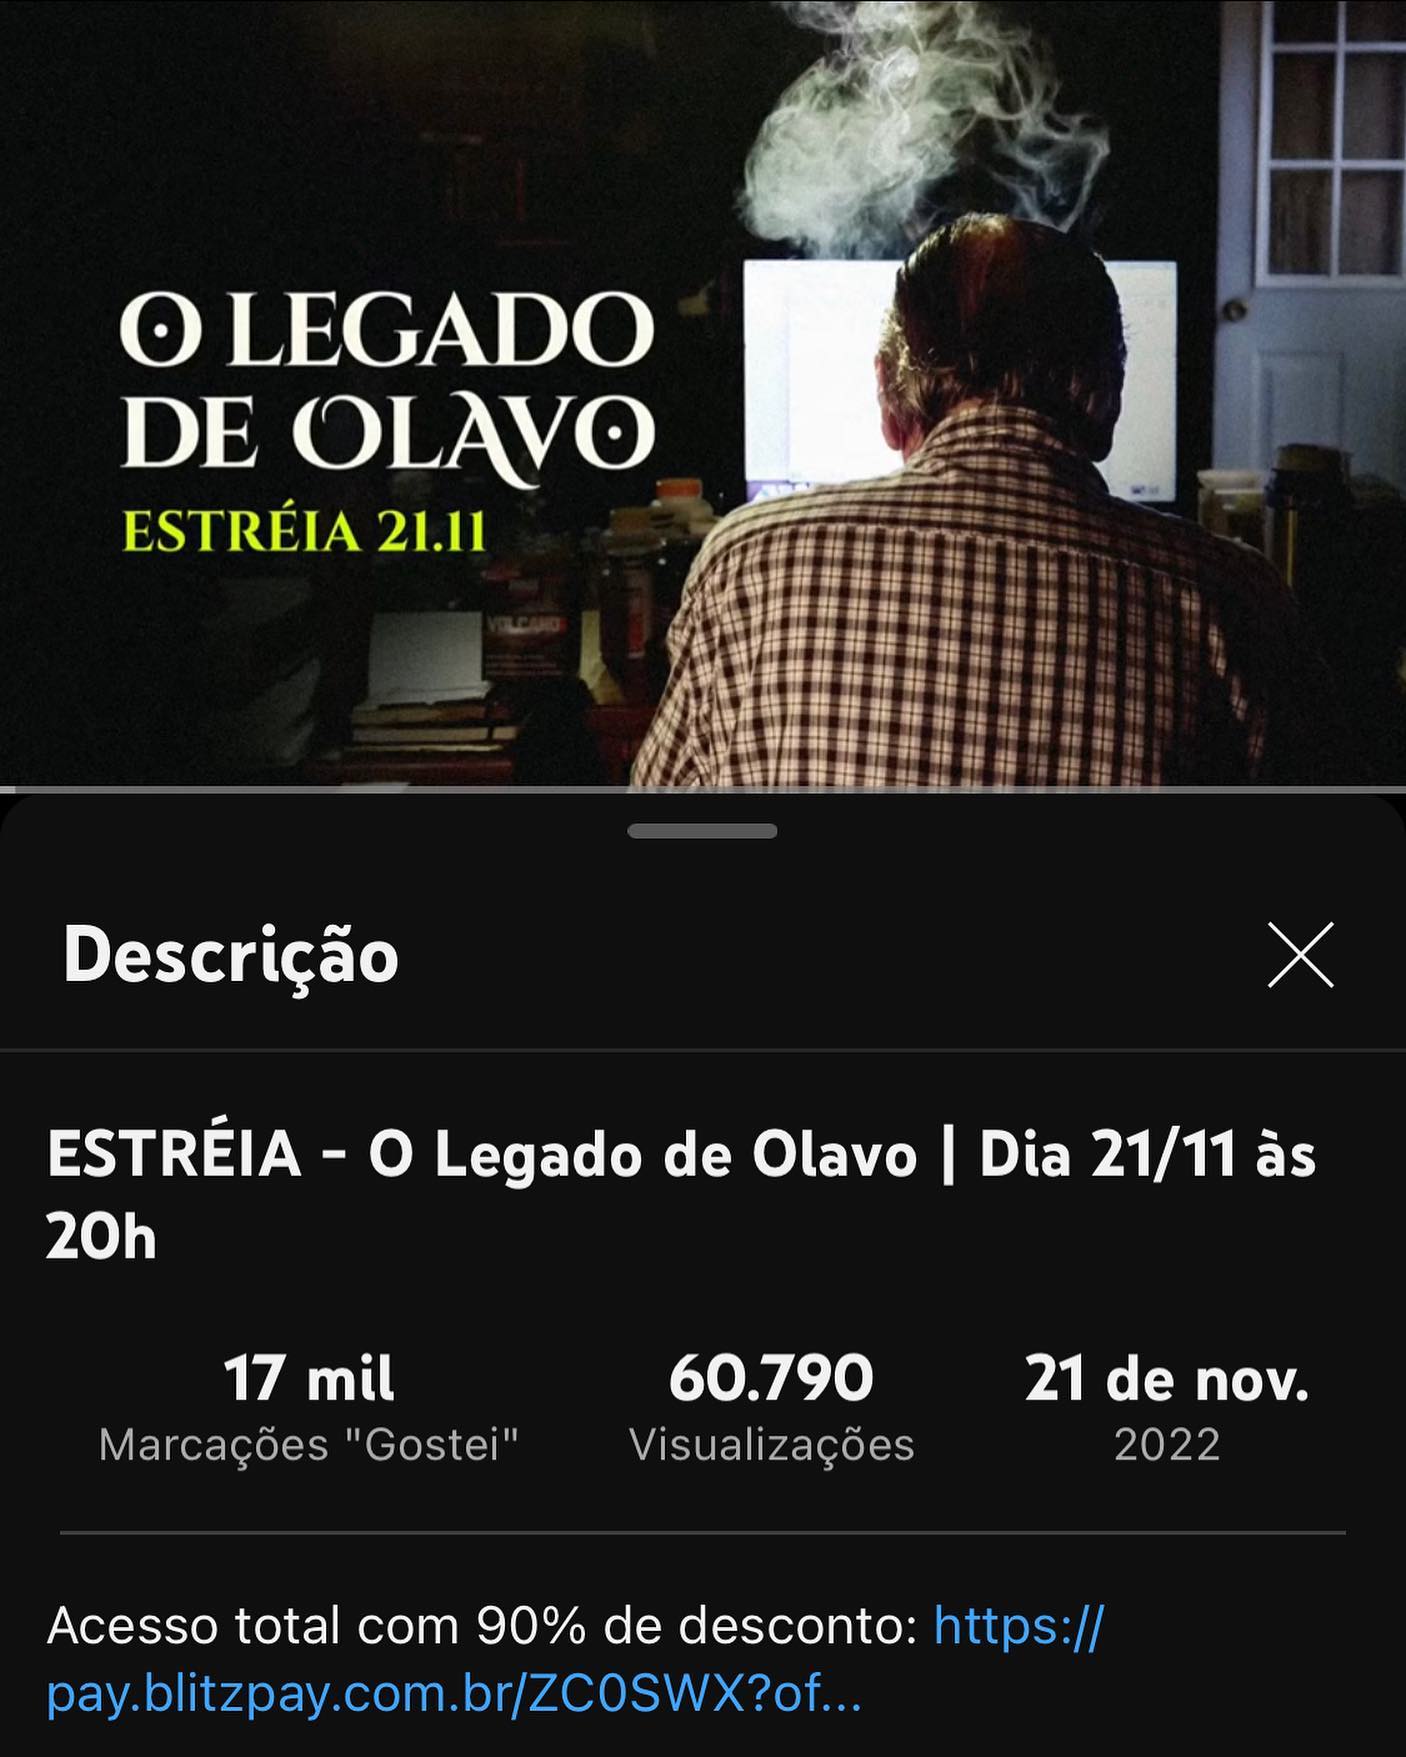 O LEGADO
DE OLAVO
ESTRÉIA 21.11
VOLCANO
Descrição
ESTRÉIA - O Legado de Olavo | Dia 21/11 às
20h
17 mil
Marcações "Gostei"
60.790
Visualizações
21 de nov.
2022
Acesso total com 90% de desconto: https://
pay.blitzpay.com.br/ZC0SWX?of...